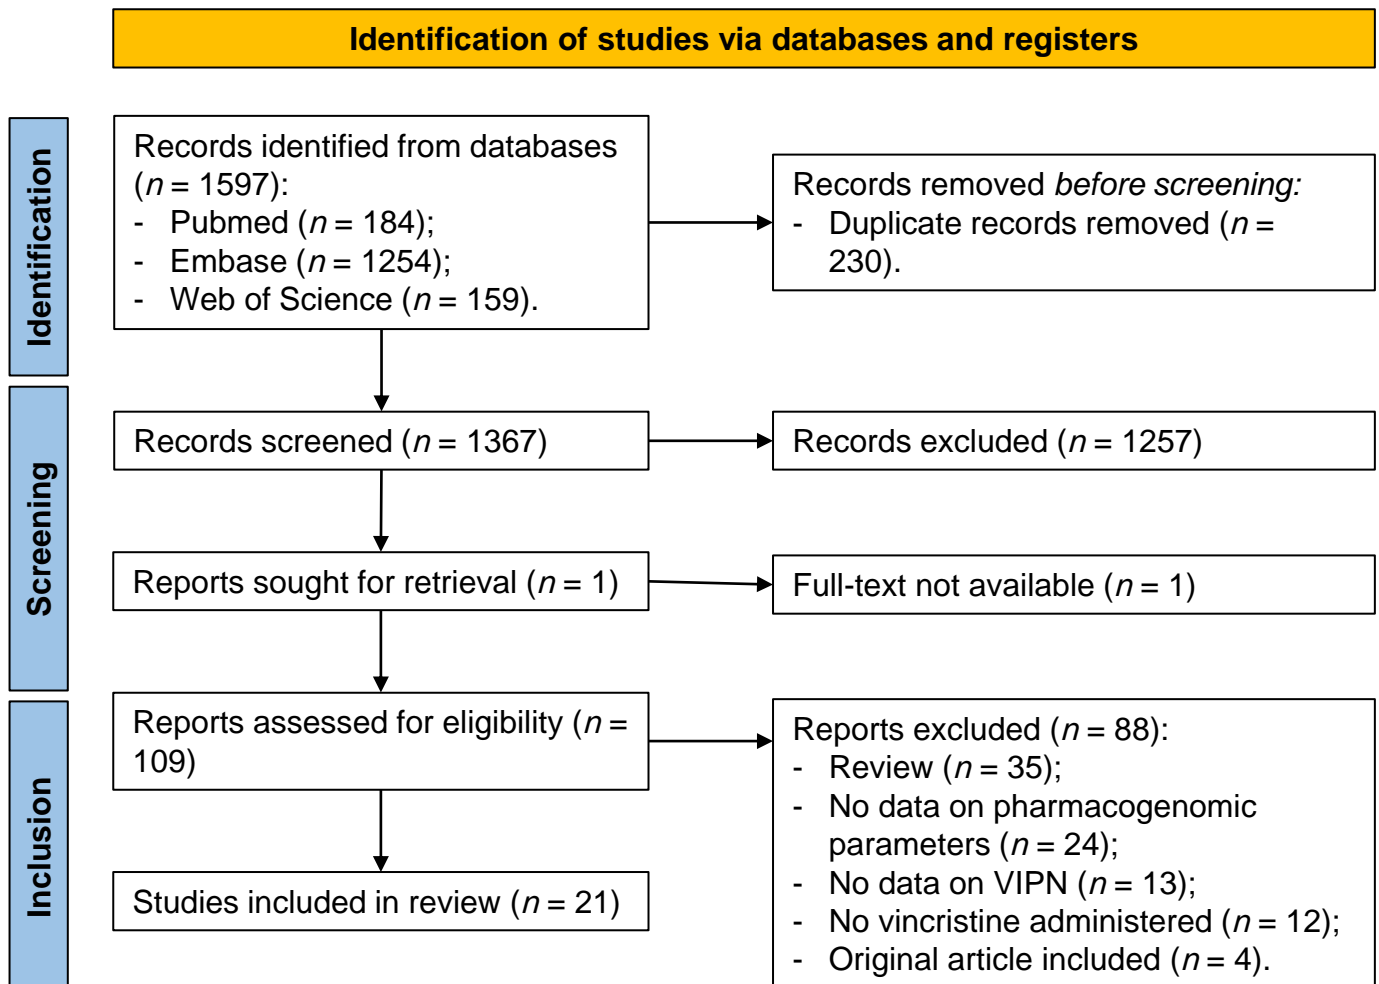 Identification of studies via databases and registers
Identification
Records identified from databases
(n = 1597):
- Pubmed (n = 184);
- Embase (n = 1254);
- Web of Science (n = 159).
Records removed before screening:
- Duplicate records removed (n =
230).
Screening
Records screened (n = 1367)
Records excluded (n = 1257)
Reports sought for retrieval (n = 1)
Full-text not available (n = 1)
Inclusion
Reports assessed for eligibility (n =
109)
Reports excluded (n = 88):
- Review (n = 35);
- No data on pharmacogenomic
parameters (n = 24);
- No data on VIPN (n = 13);
- No vincristine administered (n = 12);
- Original article included (n = 4).
Studies included in review (n = 21)